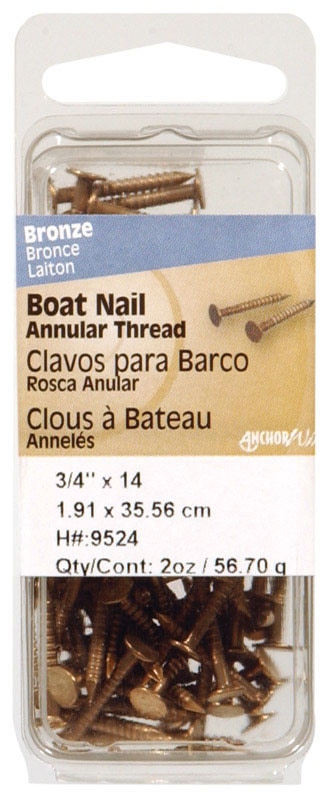 Bronze
Bronce
Laiton
Boat Nail
Annular Thread
Clavos para Barco
Rosca Anular
Clous à Bateau
Annelés
ANCHOR
3/4" x 14
1.91 x 35.56 cm
H#:9524
Qty/Cont: 2oz / 56.70 g